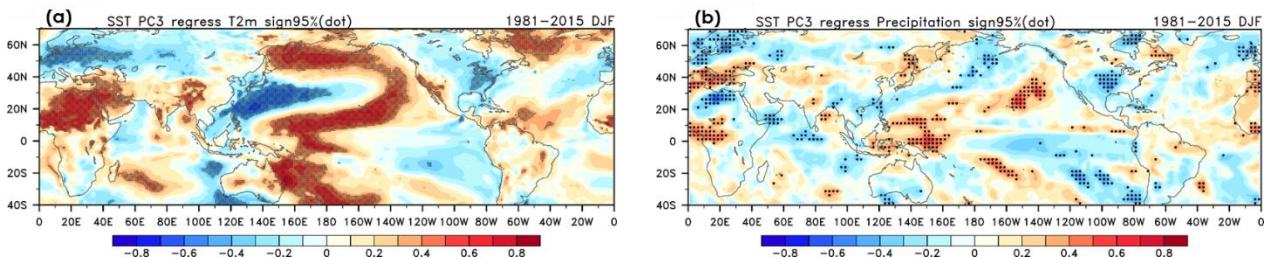 (a) SST PC3 regress T2m sign95%(dot) 1981-2015 DJF
60N
40N
20N
0
20S
40S
0 20E 40E 60E 80E 100E 120E 140E 160E 180 160W 140W 120W 100W 80W 60W 40W 20W 0
-0.8 -0.6 -0.4 -0.2 0 0.2 0.4 0.6 0.8
(b) SST PC3 regress Precipitation sign95%(dot) 1981-2015 DJF
60N
40N
20N
0
20S
40S
0 20E 40E 60E 80E 100E 120E 140E 160E 180 160W 140W 120W 100W 80W 60W 40W 20W 0
-0.8 -0.6 -0.4 -0.2 0 0.2 0.4 0.6 0.8